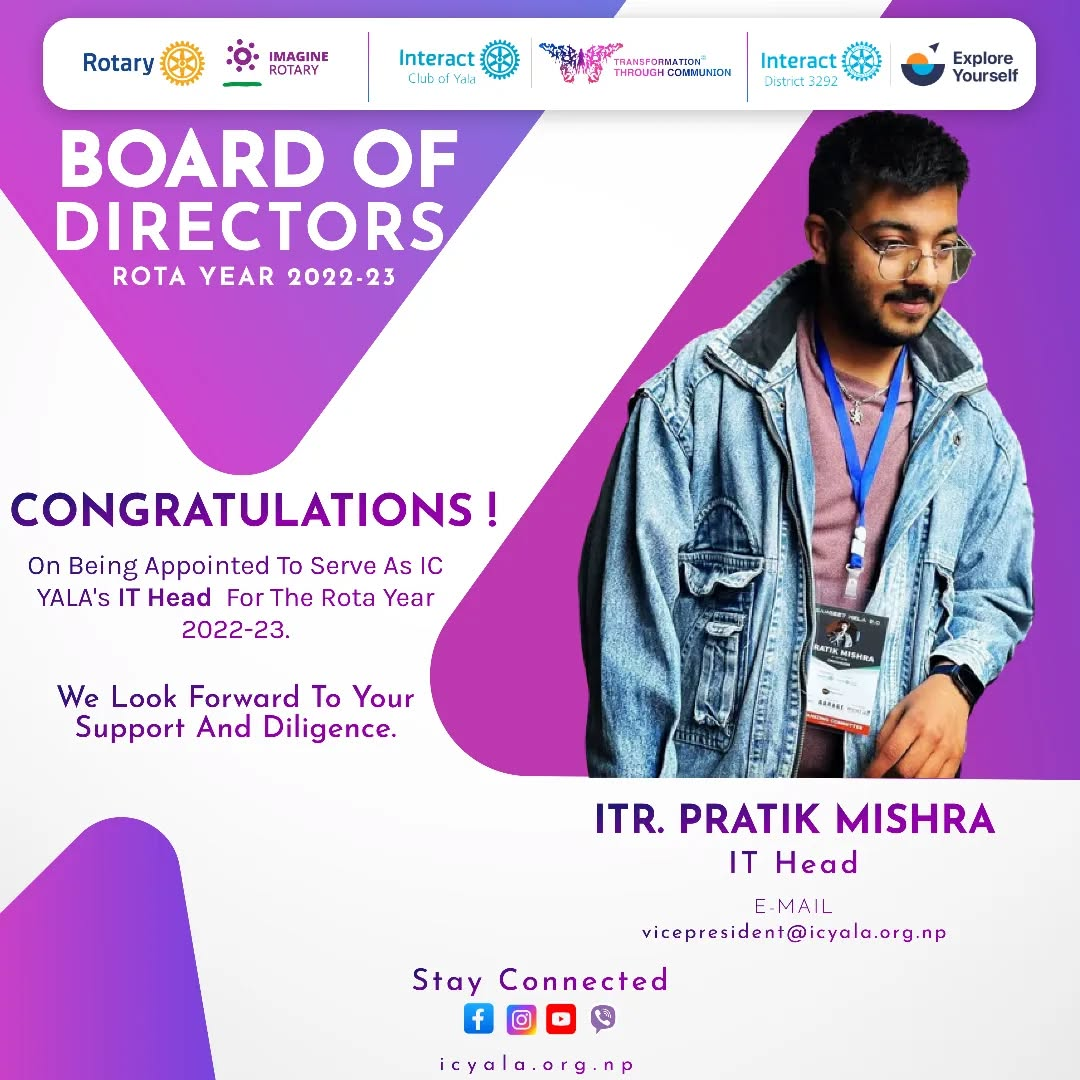 Rotary
IMAGINE
ROTARY
Interact
Club of Yala
TRANSFORMATION®
THROUGH COMMUNION
Interact
District 3292
Explore
Yourself
BOARD OF
DIRECTORS
ROTA YEAR 2022-23
CONGRATULATIONS !
On Being Appointed To Serve As IC
YALA's IT Head For The Rota Year
2022-23.
We Look Forward To Your
Support And Diligence.
RATIK MISHRA
ITR. PRATIK MISHRA
IT Head
E-MAIL
vicepresident@icyala.org.np
Stay Connected
icyala.org.np